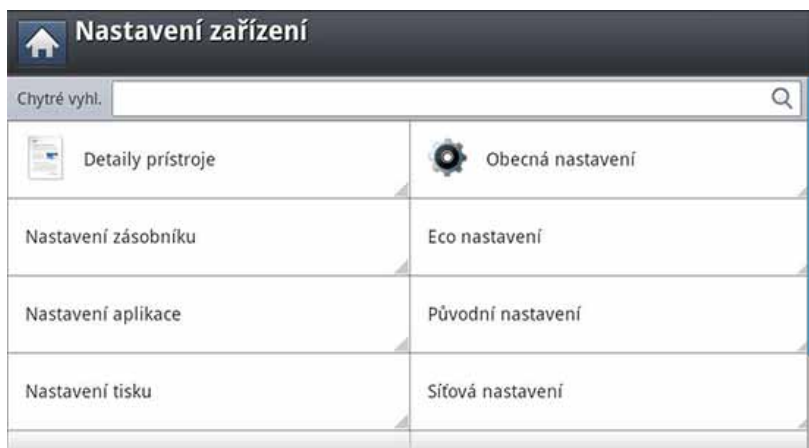 Nastavení zařízení
Chytré vyhl.
Detaily prístroje
Obecná nastavení
Nastavení zásobníku
Eco nastavení
Nastavení aplikace
Původní nastavení
Nastavení tisku
Síťová nastavení